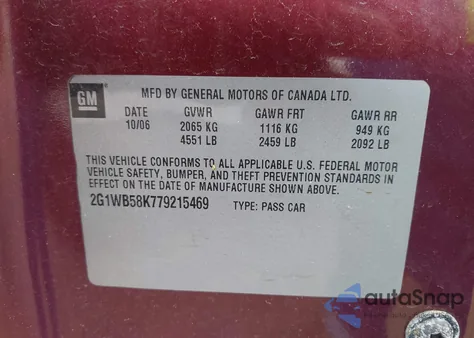 GM
MFD BY GENERAL MOTORS OF CANADA LTD.
DATE GVWR GAWR FRT GAWR RR
10/06 2065 KG 1116 KG 949 KG
4551 LB 2459 LB 2092 LB
THIS VEHICLE CONFORMS TO ALL APPLICABLE U.S. FEDERAL MOTOR
VEHICLE SAFETY, BUMPER, AND THEFT PREVENTION STANDARDS IN
EFFECT ON THE DATE OF MANUFACTURE SHOWN ABOVE.
2G1WB58K779215469 TYPE: PASS CAR
autoSnap